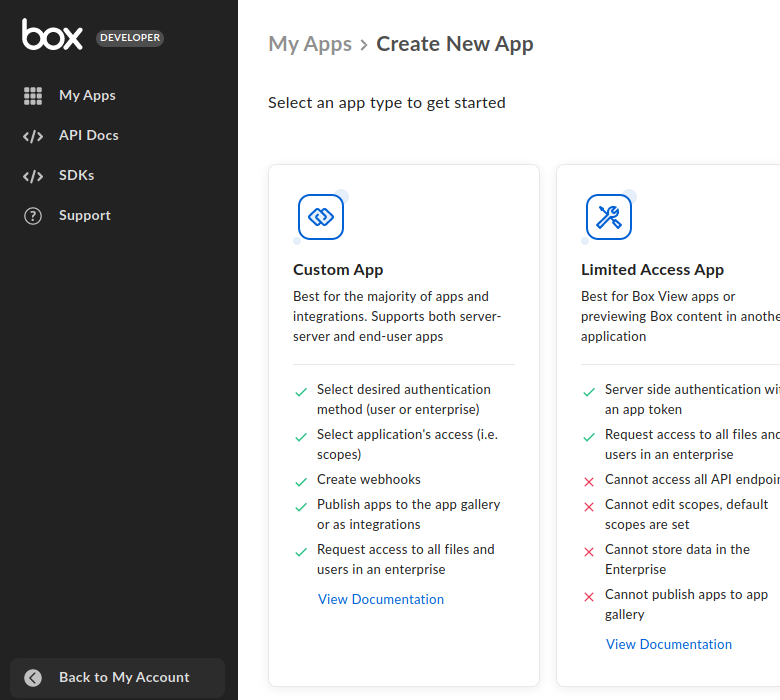 box DEVELOPER
My Apps
API Docs
SDKs
Support
Back to My Account
My Apps > Create New App
Select an app type to get started
Custom App
Best for the majority of apps and
integrations. Supports both server-
server and end-user apps
Select desired authentication
method (user or enterprise)
Select application's access (i.e.
scopes)
Create webhooks
Publish apps to the app gallery
or as integrations
Request access to all files and
users in an enterprise
View Documentation
Limited Access App
Best for Box View apps or
previewing Box content in anothe
application
Server side authentication wit
an app token
Request access to all files and
users in an enterprise
Cannot access all API endpoin
Cannot edit scopes, default
scopes are set
Cannot store data in the
Enterprise
Cannot publish apps to app
gallery
View Documentation